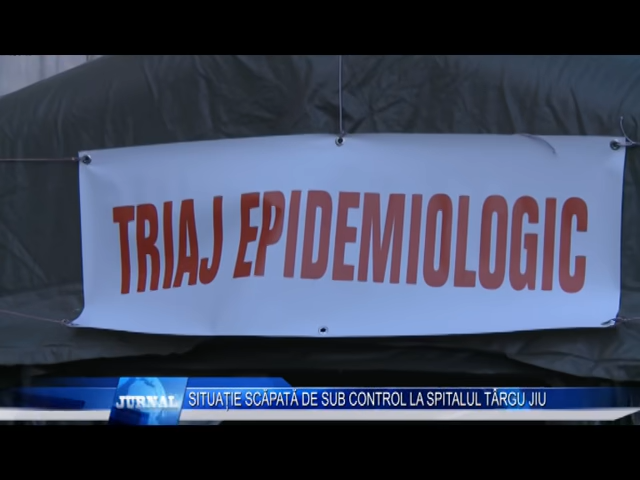 TRIAJ EPIDEMIOLOGIC
JURNAL
SITUAȚIE SCĂPATĂ DE SUB CONTROL LA SPITALUL TÂRGU JIU